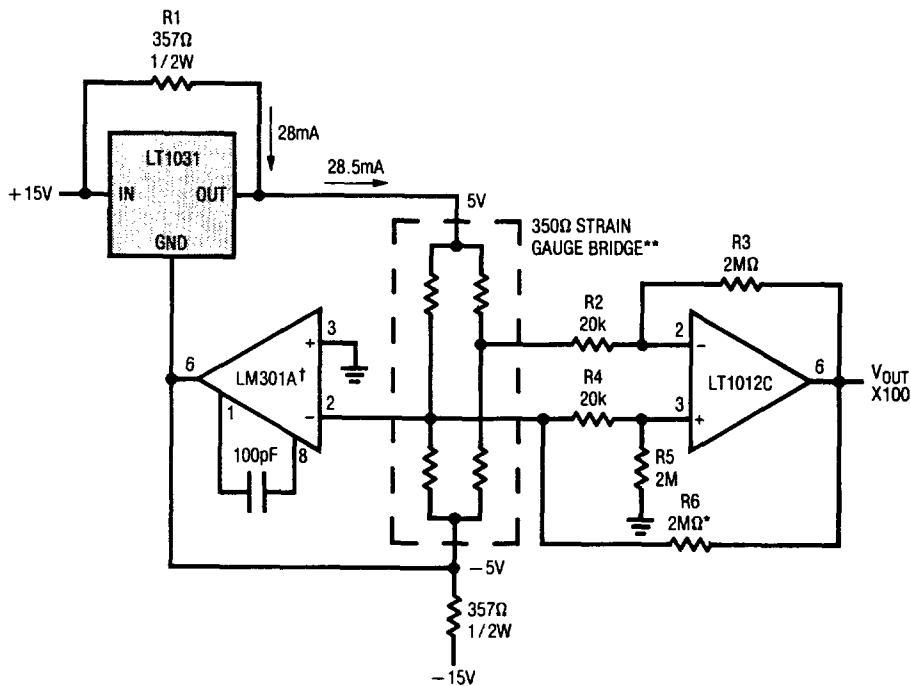 R1
357Ω
1/2W
28mA
LT1031
28.5mA
+15V
IN
OUT
GND
5V
350Ω STRAIN
GAUGE BRIDGE**
R3
2MΩ
R2
20k
6
3
+
LM301A†
2
−
1
8
100pF
2
−
LT1012C
6
VOUT
X100
R4
20k
3
+
R5
2M
R6
2MΩ*
−5V
357Ω
1/2W
−15V